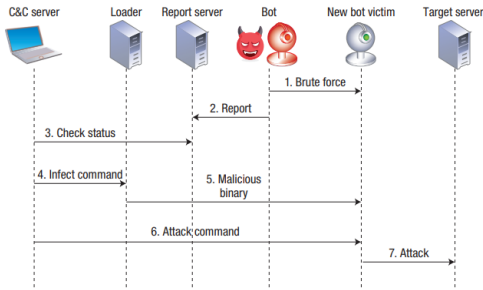 C&C server
Loader
Report server
Bot
New bot victim
Target server
1. Brute force
2. Report
3. Check status
4. Infect command
5. Malicious
binary
6. Attack command
7. Attack